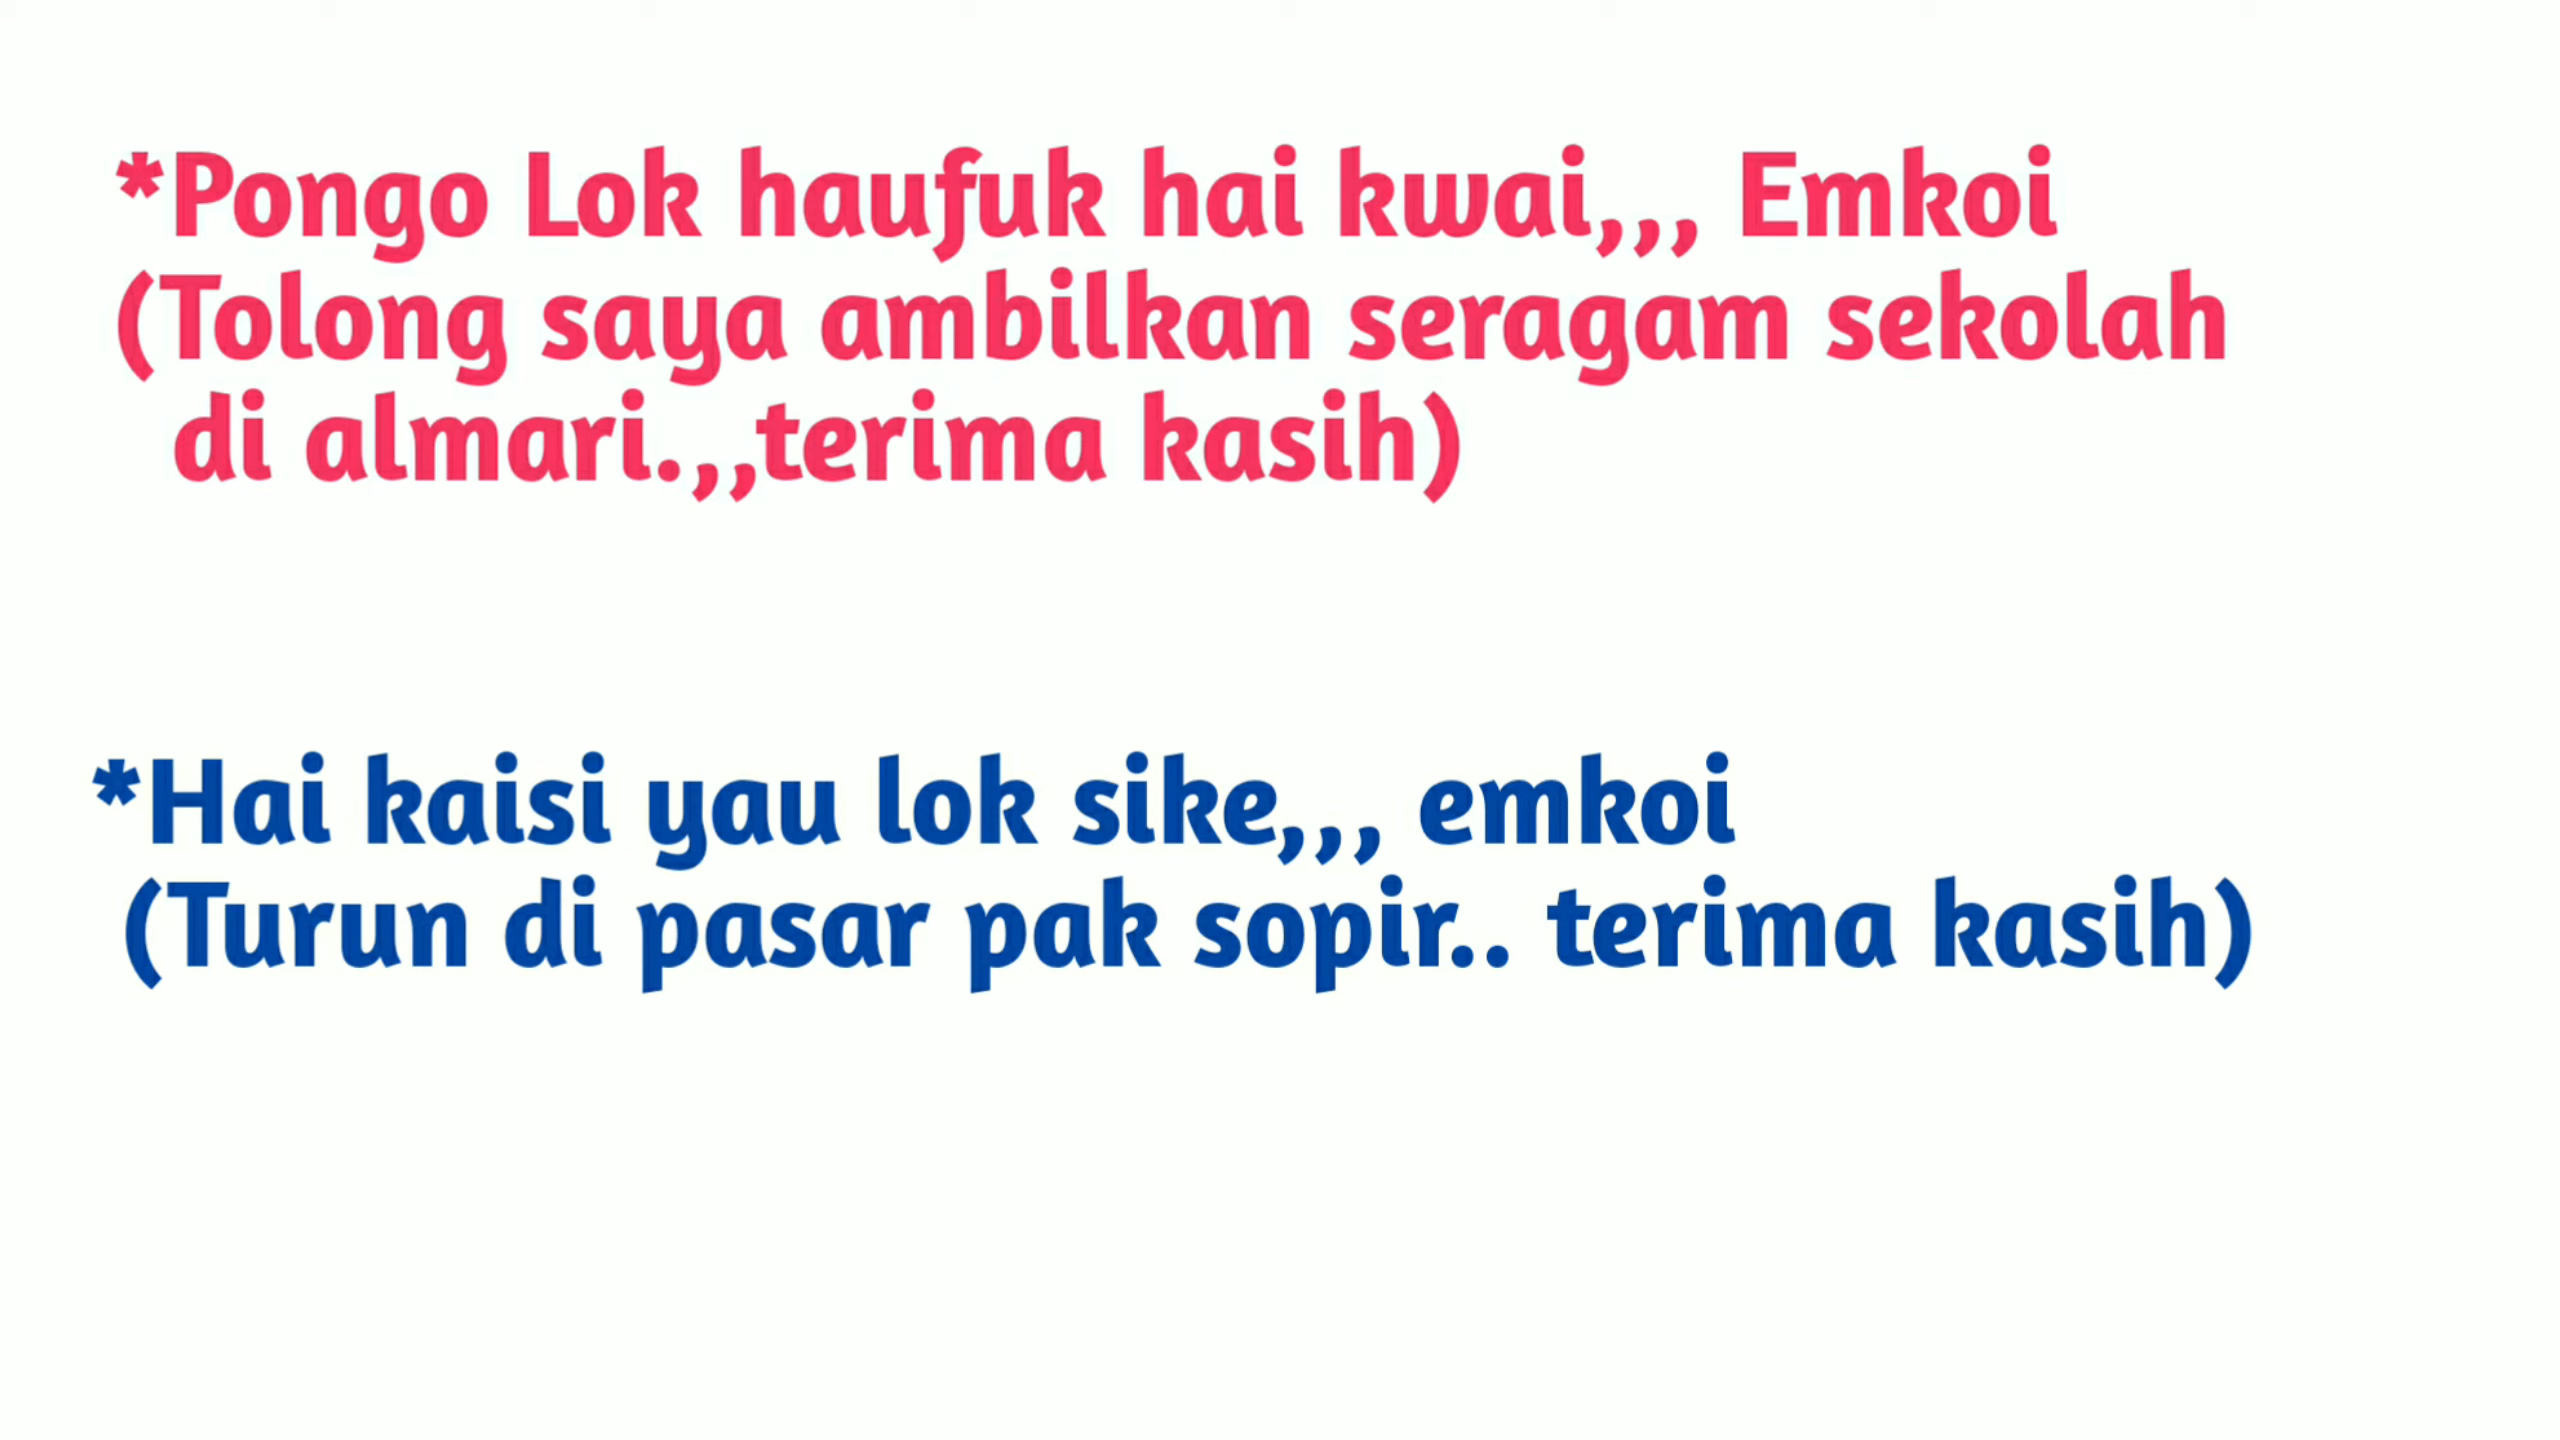 *Pongo Lok haufuk hai kwai,,, Emkoi
(Tolong saya ambilkan seragam sekolah
di almari.,,terima kasih)
*Hai kaisi yau lok sike,,, emkoi
(Turun di pasar pak sopir.. terima kasih)